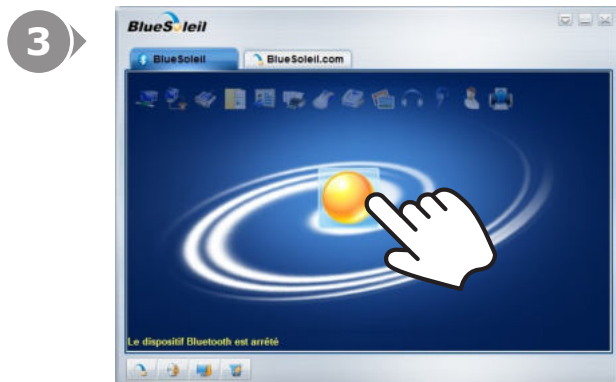 3
BlueSoleil
BlueSoleil
BlueSoleil.com
Le dispositif Bluetooth est arrêté